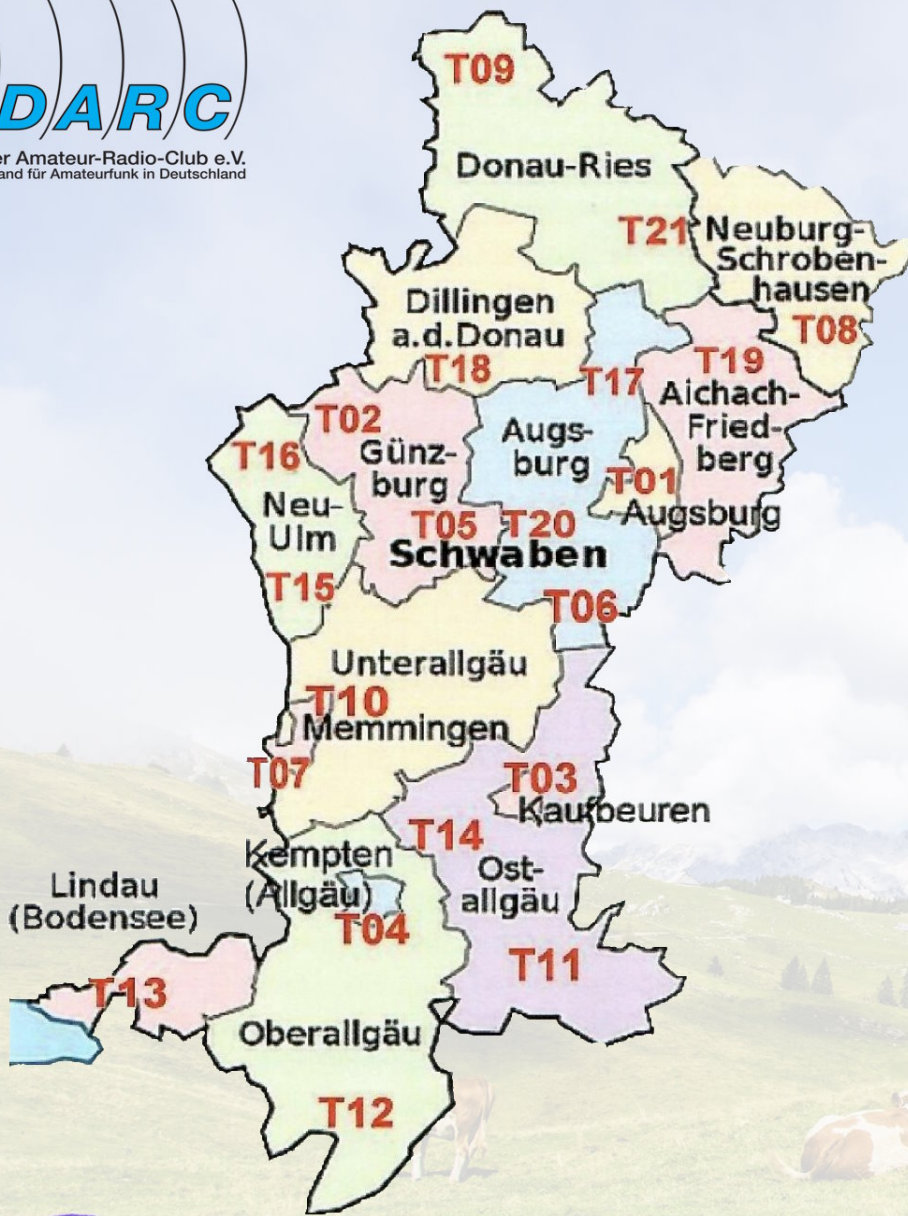 DARC
er Amateur-Radio-Club e.V.
and für Amateurfunk in Deutschland
T09
Donau-Ries
T21
Neuburg-
Schroben-
hausen
T08
Dillingen
a.d.Donau
T18
T17
T19
Aichach-
Fried-
berg
T02
Günz-
burg
T05
Augs-
burg
T01
Augsburg
T16
Neu-
Ulm
T15
T20
Schwaben
T06
Unterallgäu
T10
Memmingen
T07
T03
Kaufbeuren
T14
Ost-
allgäu
T11
Kempten
(Allgäu)
T04
Lindau
(Bodensee)
T13
Oberallgäu
T12